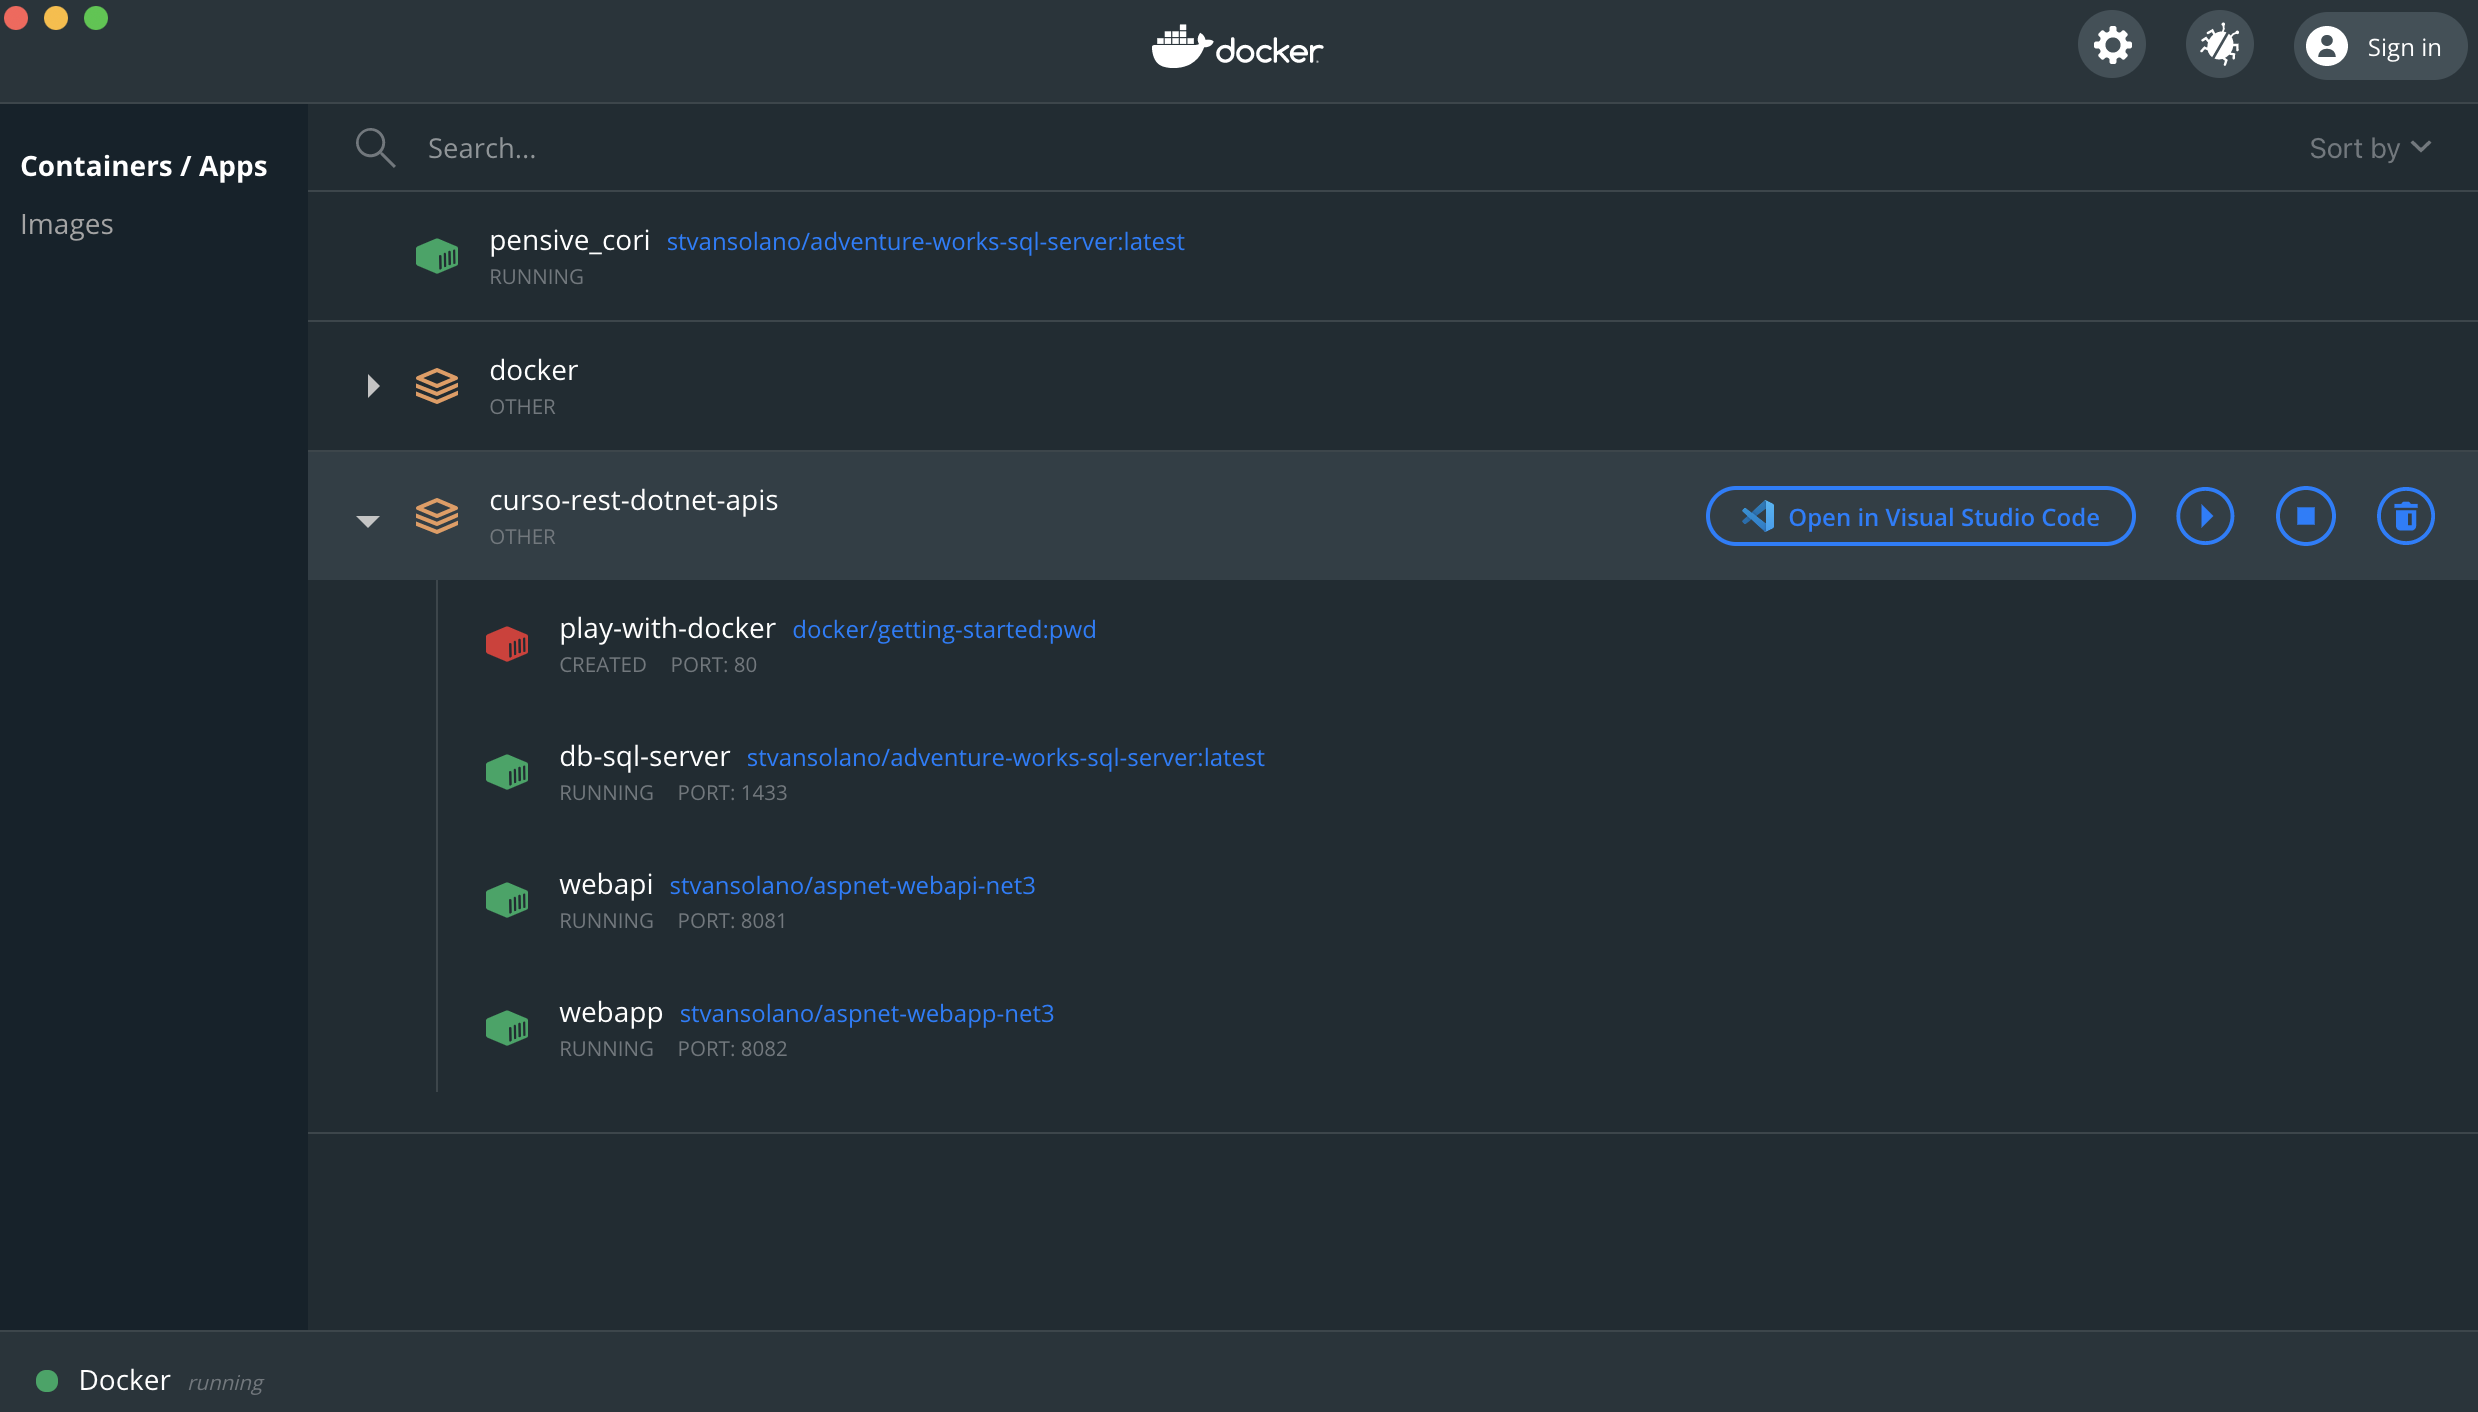 docker
Sign in
Containers / Apps
Images
Search...
Sort by
pensive_cori stvansolano/adventure-works-sql-server:latest
RUNNING
docker
OTHER
curso-rest-dotnet-apis
OTHER
Open in Visual Studio Code
play-with-docker docker/getting-started:pwd
CREATED PORT: 80
db-sql-server stvansolano/adventure-works-sql-server:latest
RUNNING PORT: 1433
webapi stvansolano/aspnet-webapi-net3
RUNNING PORT: 8081
webapp stvansolano/aspnet-webapp-net3
RUNNING PORT: 8082
Docker running